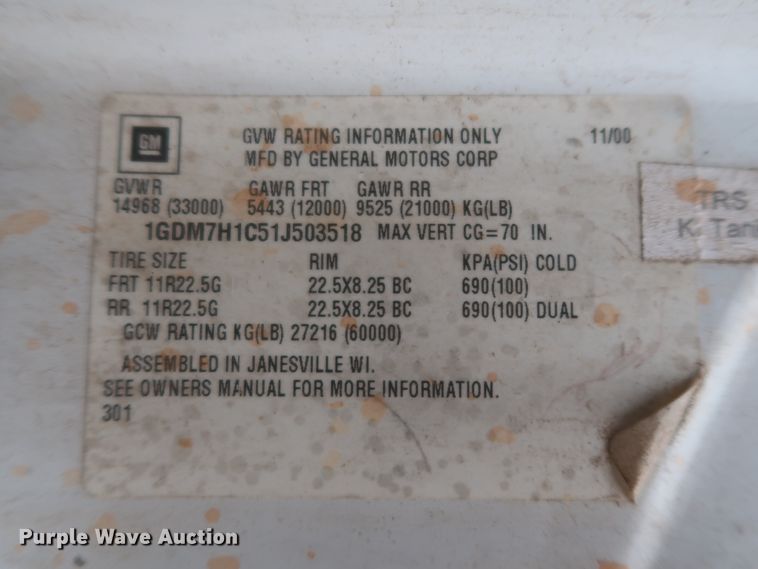 GM
GVW RATING INFORMATION ONLY 11/00
MFD BY GENERAL MOTORS CORP
GVWR GAWR FRT GAWR RR
14968 (33000) 5443 (12000) 9525 (21000) KG(LB)
1GDM7H1C51J503518 MAX VERT CG=70 IN.
TIRE SIZE RIM KPA(PSI) COLD
FRT 11R22.5G 22.5X8.25 BC 690(100)
RR 11R22.5G 22.5X8.25 BC 690(100) DUAL
GCW RATING KG(LB) 27216 (60000)
ASSEMBLED IN JANESVILLE WI.
SEE OWNERS MANUAL FOR MORE INFORMATION.
301
TRS
K. Tani
Purple Wave Auction